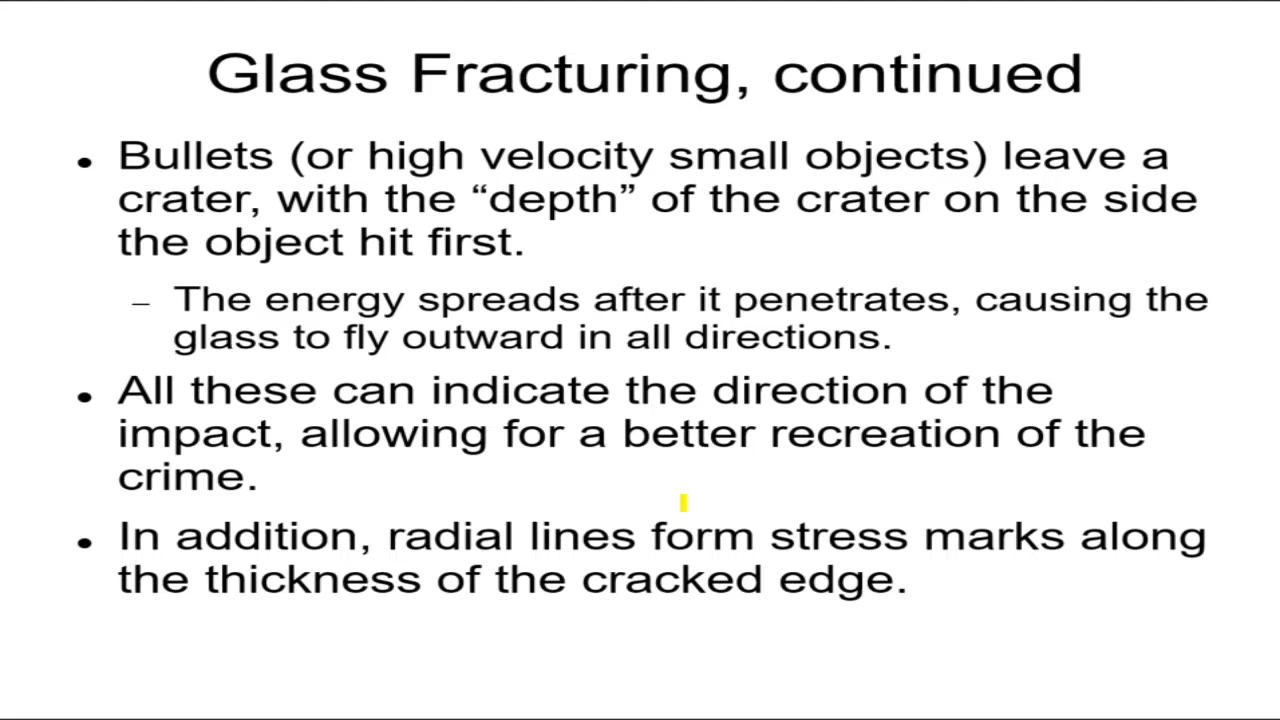 Glass Fracturing, continued
• Bullets (or high velocity small objects) leave a
crater, with the “depth” of the crater on the side
the object hit first.
– The energy spreads after it penetrates, causing the
glass to fly outward in all directions.
• All these can indicate the direction of the
impact, allowing for a better recreation of the
crime.
• In addition, radial lines form stress marks along
the thickness of the cracked edge.